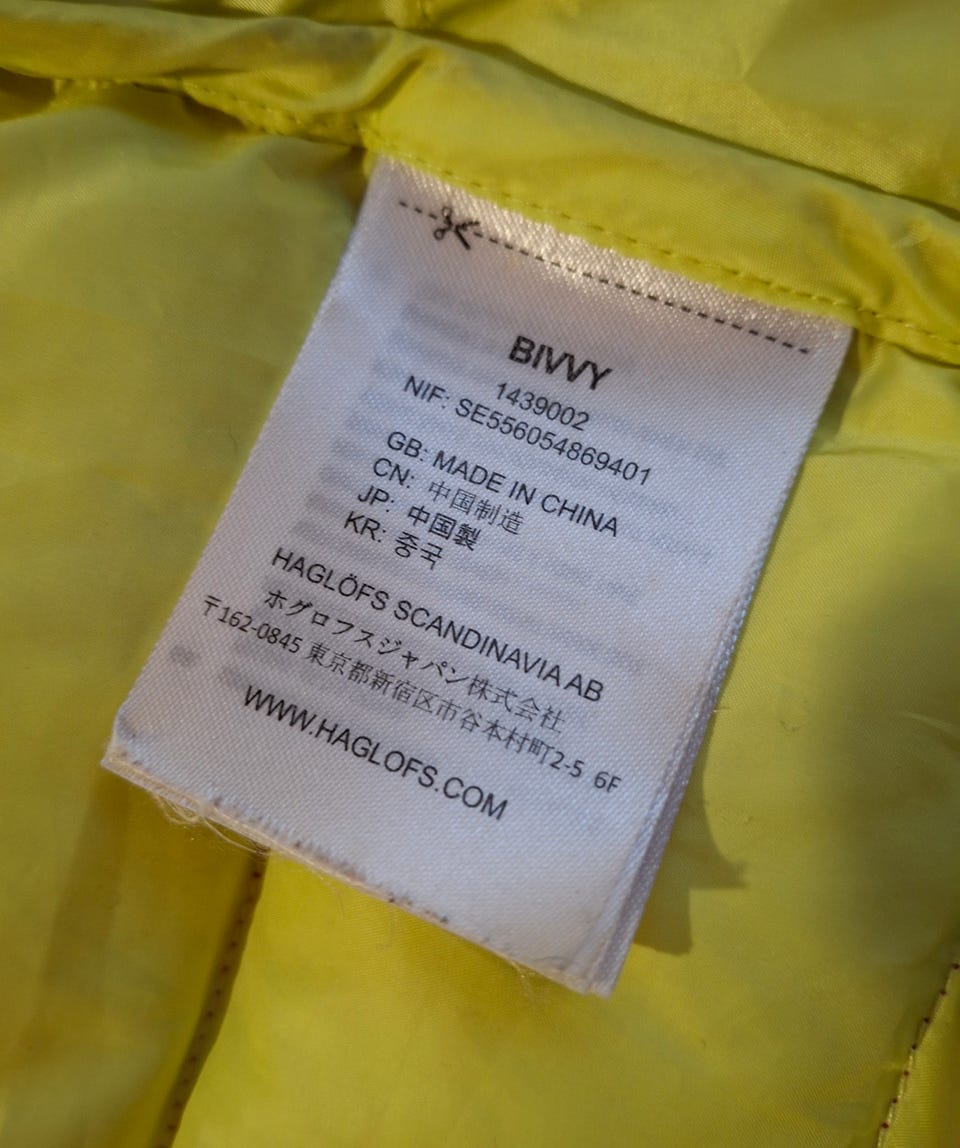 BIVVY
1439002
NIF: SE556054869401
GB: MADE IN CHINA
CN: 中国制造
JP: 中国製
KR: 중국
HAGLÖFS SCANDINAVIA AB
ホグロフスジャパン株式会社
〒162-0845 東京都新宿区市谷本村町2-5 6F
WWW.HAGLOFS.COM